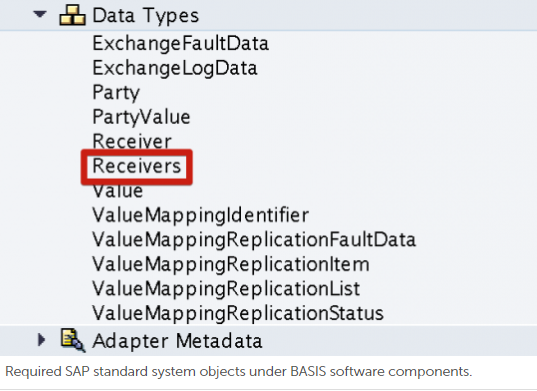 Data Types
ExchangeFaultData
ExchangeLogData
Party
PartyValue
Receiver
Receivers
Value
ValueMappingIdentifier
ValueMappingReplicationFaultData
ValueMappingReplicationItem
ValueMappingReplicationList
ValueMappingReplicationStatus
Adapter Metadata
Required SAP standard system objects under BASIS software components.